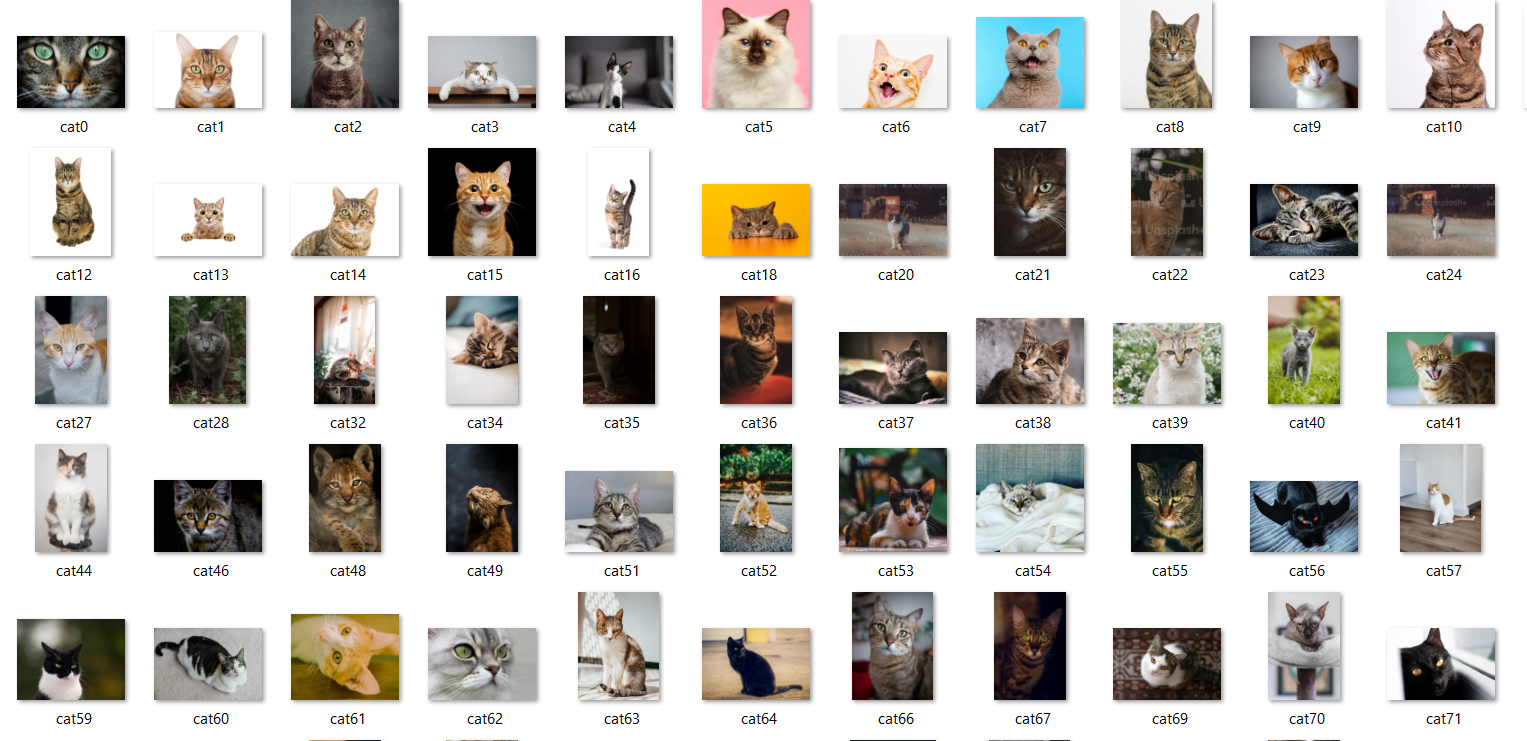 cat0 cat1 cat2 cat3 cat4 cat5 cat6 cat7 cat8 cat9 cat10
Unsplash+
cat12 cat13 cat14 cat15 cat16 cat18 cat20 cat21 cat22 cat23 cat24
cat27 cat28 cat32 cat34 cat35 cat36 cat37 cat38 cat39 cat40 cat41
cat44 cat46 cat48 cat49 cat51 cat52 cat53 cat54 cat55 cat56 cat57
cat59 cat60 cat61 cat62 cat63 cat64 cat66 cat67 cat69 cat70 cat71